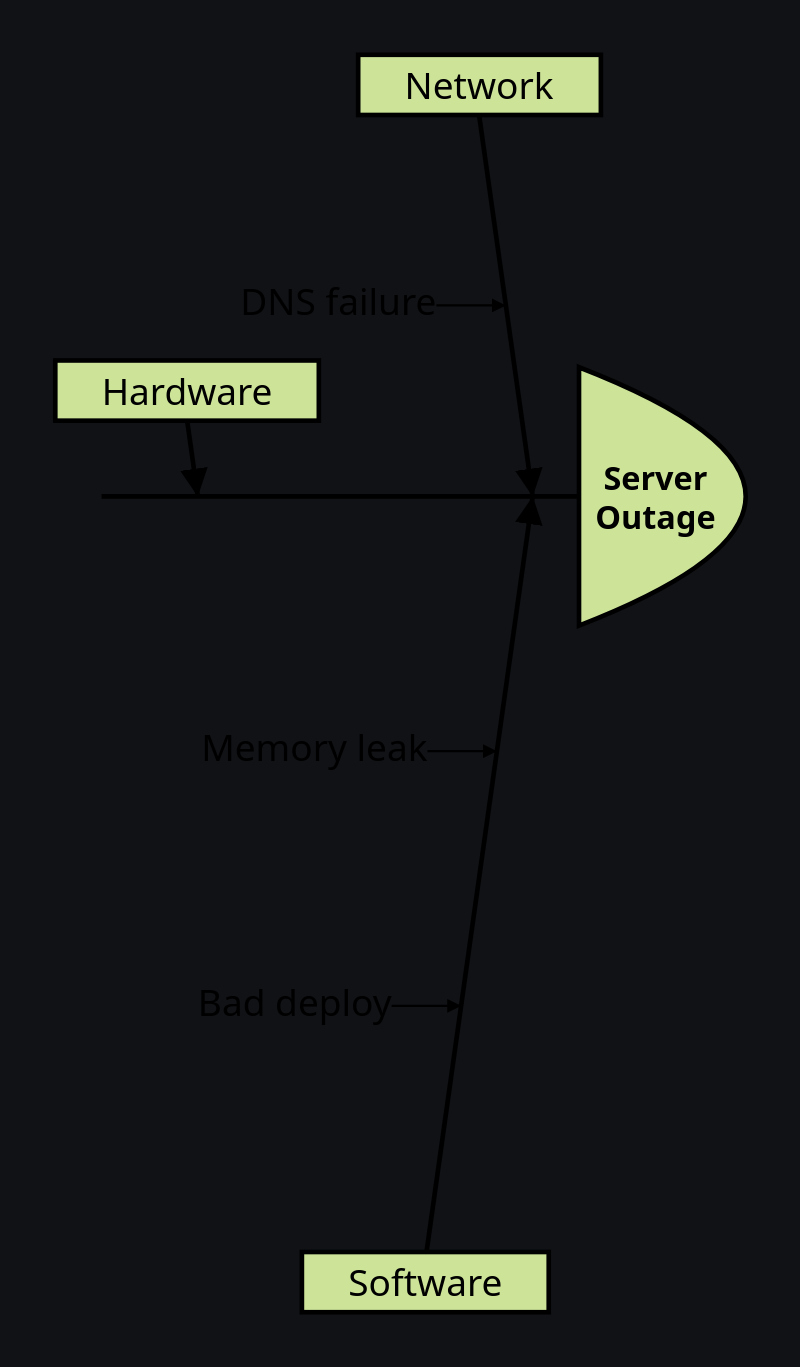 Network
DNS failure
Hardware
Server
Outage
Memory leak
Bad deploy
Software